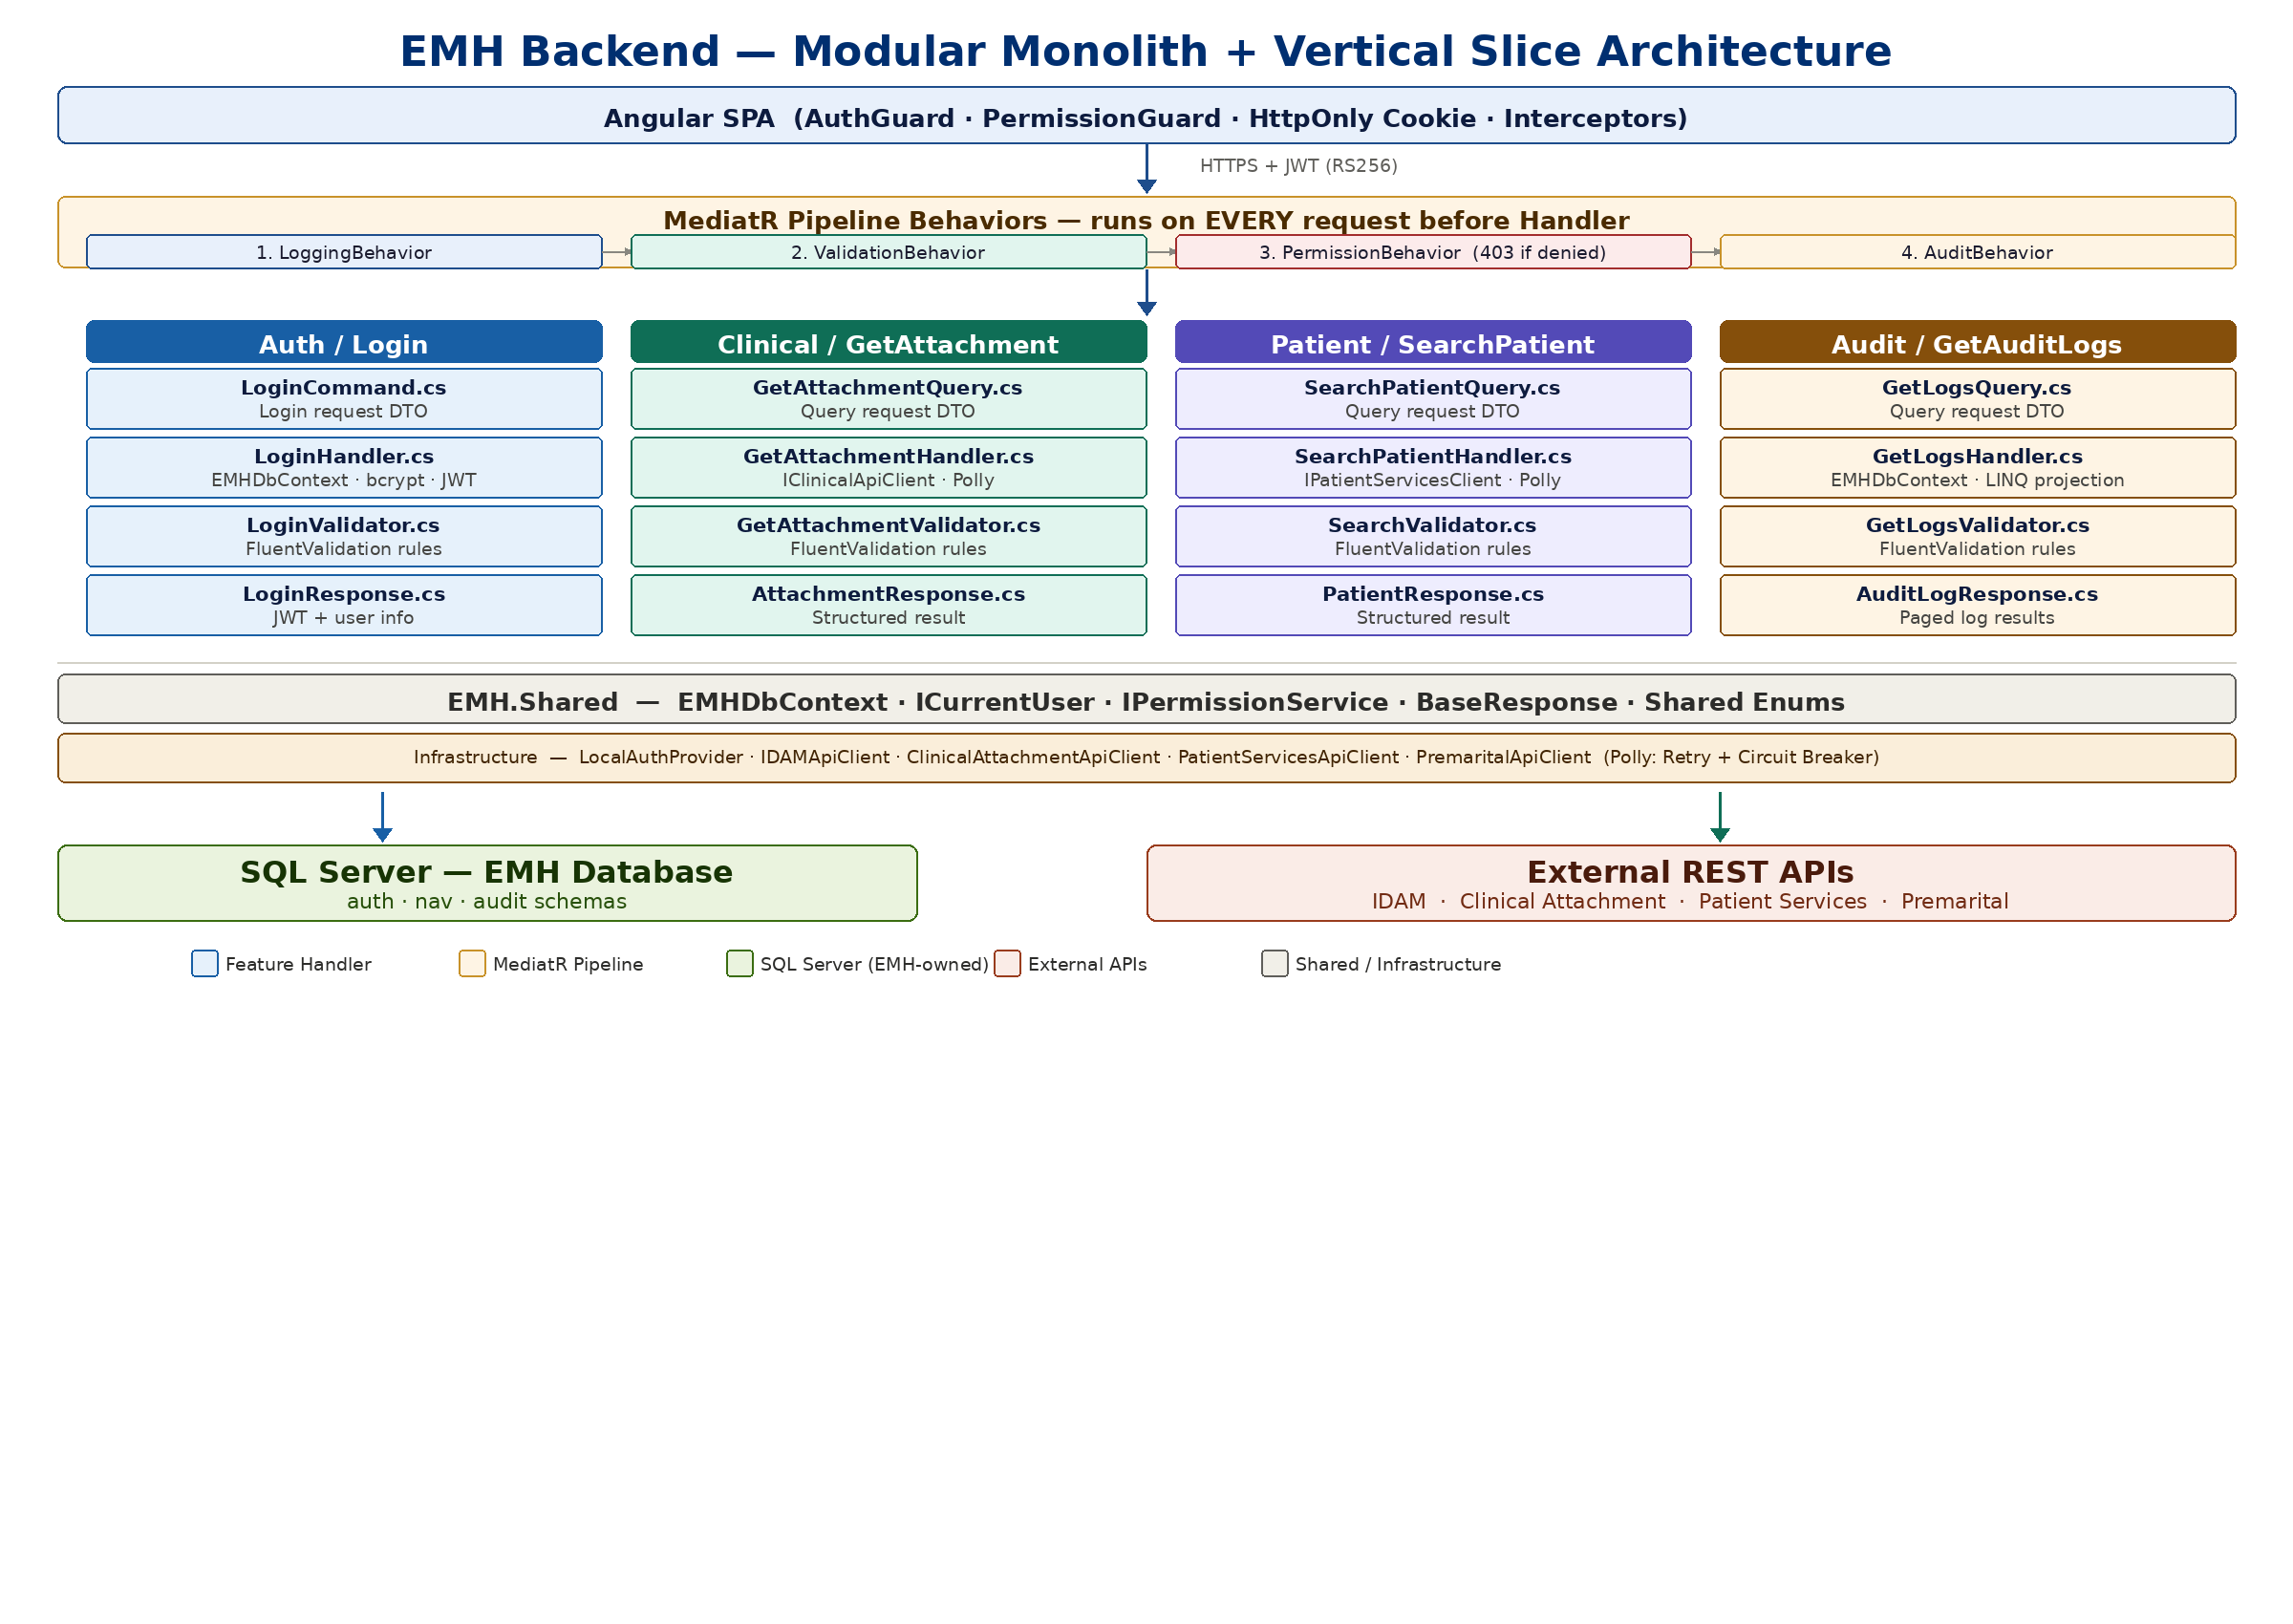 EMH Backend — Modular Monolith + Vertical Slice Architecture
Angular SPA  (AuthGuard · PermissionGuard · HttpOnly Cookie · Interceptors)
HTTPS + JWT (RS256)
MediatR Pipeline Behaviors — runs on EVERY request before Handler
1. LoggingBehavior
2. ValidationBehavior
3. PermissionBehavior  (403 if denied)
4. AuditBehavior
Auth / Login
LoginCommand.cs
Login request DTO
LoginHandler.cs
EMHDbContext · bcrypt · JWT
LoginValidator.cs
FluentValidation rules
LoginResponse.cs
JWT + user info
Clinical / GetAttachment
GetAttachmentQuery.cs
Query request DTO
GetAttachmentHandler.cs
IClinicalApiClient · Polly
GetAttachmentValidator.cs
FluentValidation rules
AttachmentResponse.cs
Structured result
Patient / SearchPatient
SearchPatientQuery.cs
Query request DTO
SearchPatientHandler.cs
IPatientServicesClient · Polly
SearchValidator.cs
FluentValidation rules
PatientResponse.cs
Structured result
Audit / GetAuditLogs
GetLogsQuery.cs
Query request DTO
GetLogsHandler.cs
EMHDbContext · LINQ projection
GetLogsValidator.cs
FluentValidation rules
AuditLogResponse.cs
Paged log results
EMH.Shared  —  EMHDbContext · ICurrentUser · IPermissionService · BaseResponse · Shared Enums
Infrastructure  —  LocalAuthProvider · IDAMApiClient · ClinicalAttachmentApiClient · PatientServicesApiClient · PremaritalApiClient  (Polly: Retry + Circuit Breaker)
SQL Server — EMH Database
auth · nav · audit schemas
External REST APIs
IDAM  ·  Clinical Attachment  ·  Patient Services  ·  Premarital
Feature Handler
MediatR Pipeline
SQL Server (EMH-owned)
External APIs
Shared / Infrastructure